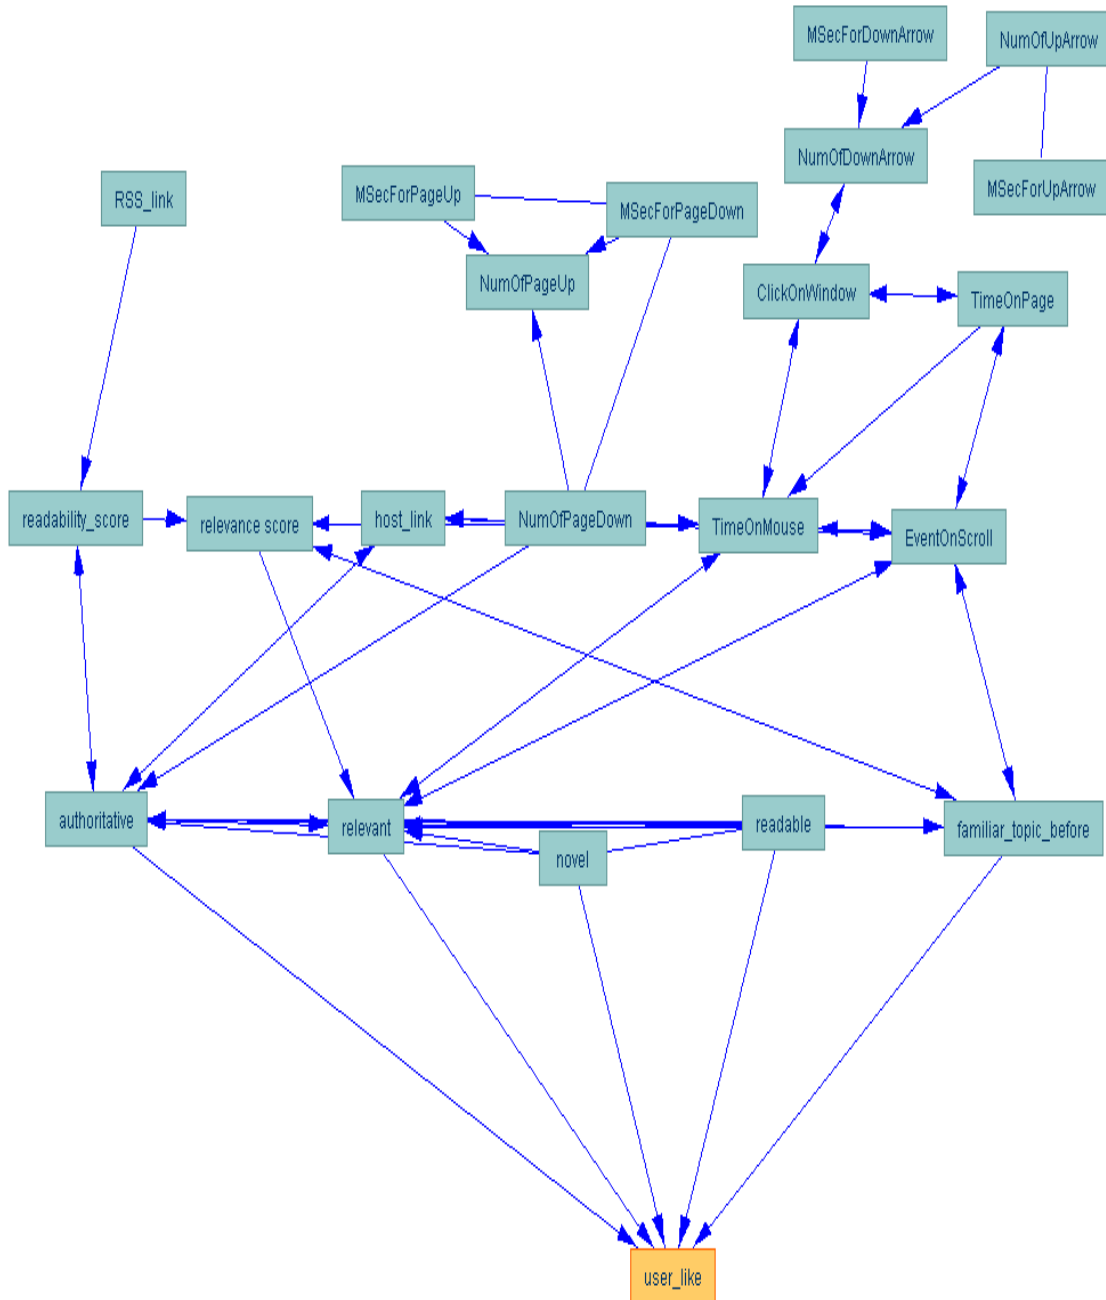 MSecForDownArrow
NumOfUpArrow
NumOfDownArrow
MSecForUpArrow
RSS_link
MSecForPageUp
MSecForPageDown
NumOfPageUp
ClickOnWindow
TimeOnPage
readability_score
relevance score
host_link
NumOfPageDown
TimeOnMouse
EventOnScroll
authoritative
relevant
novel
readable
familiar_topic_before
user_like